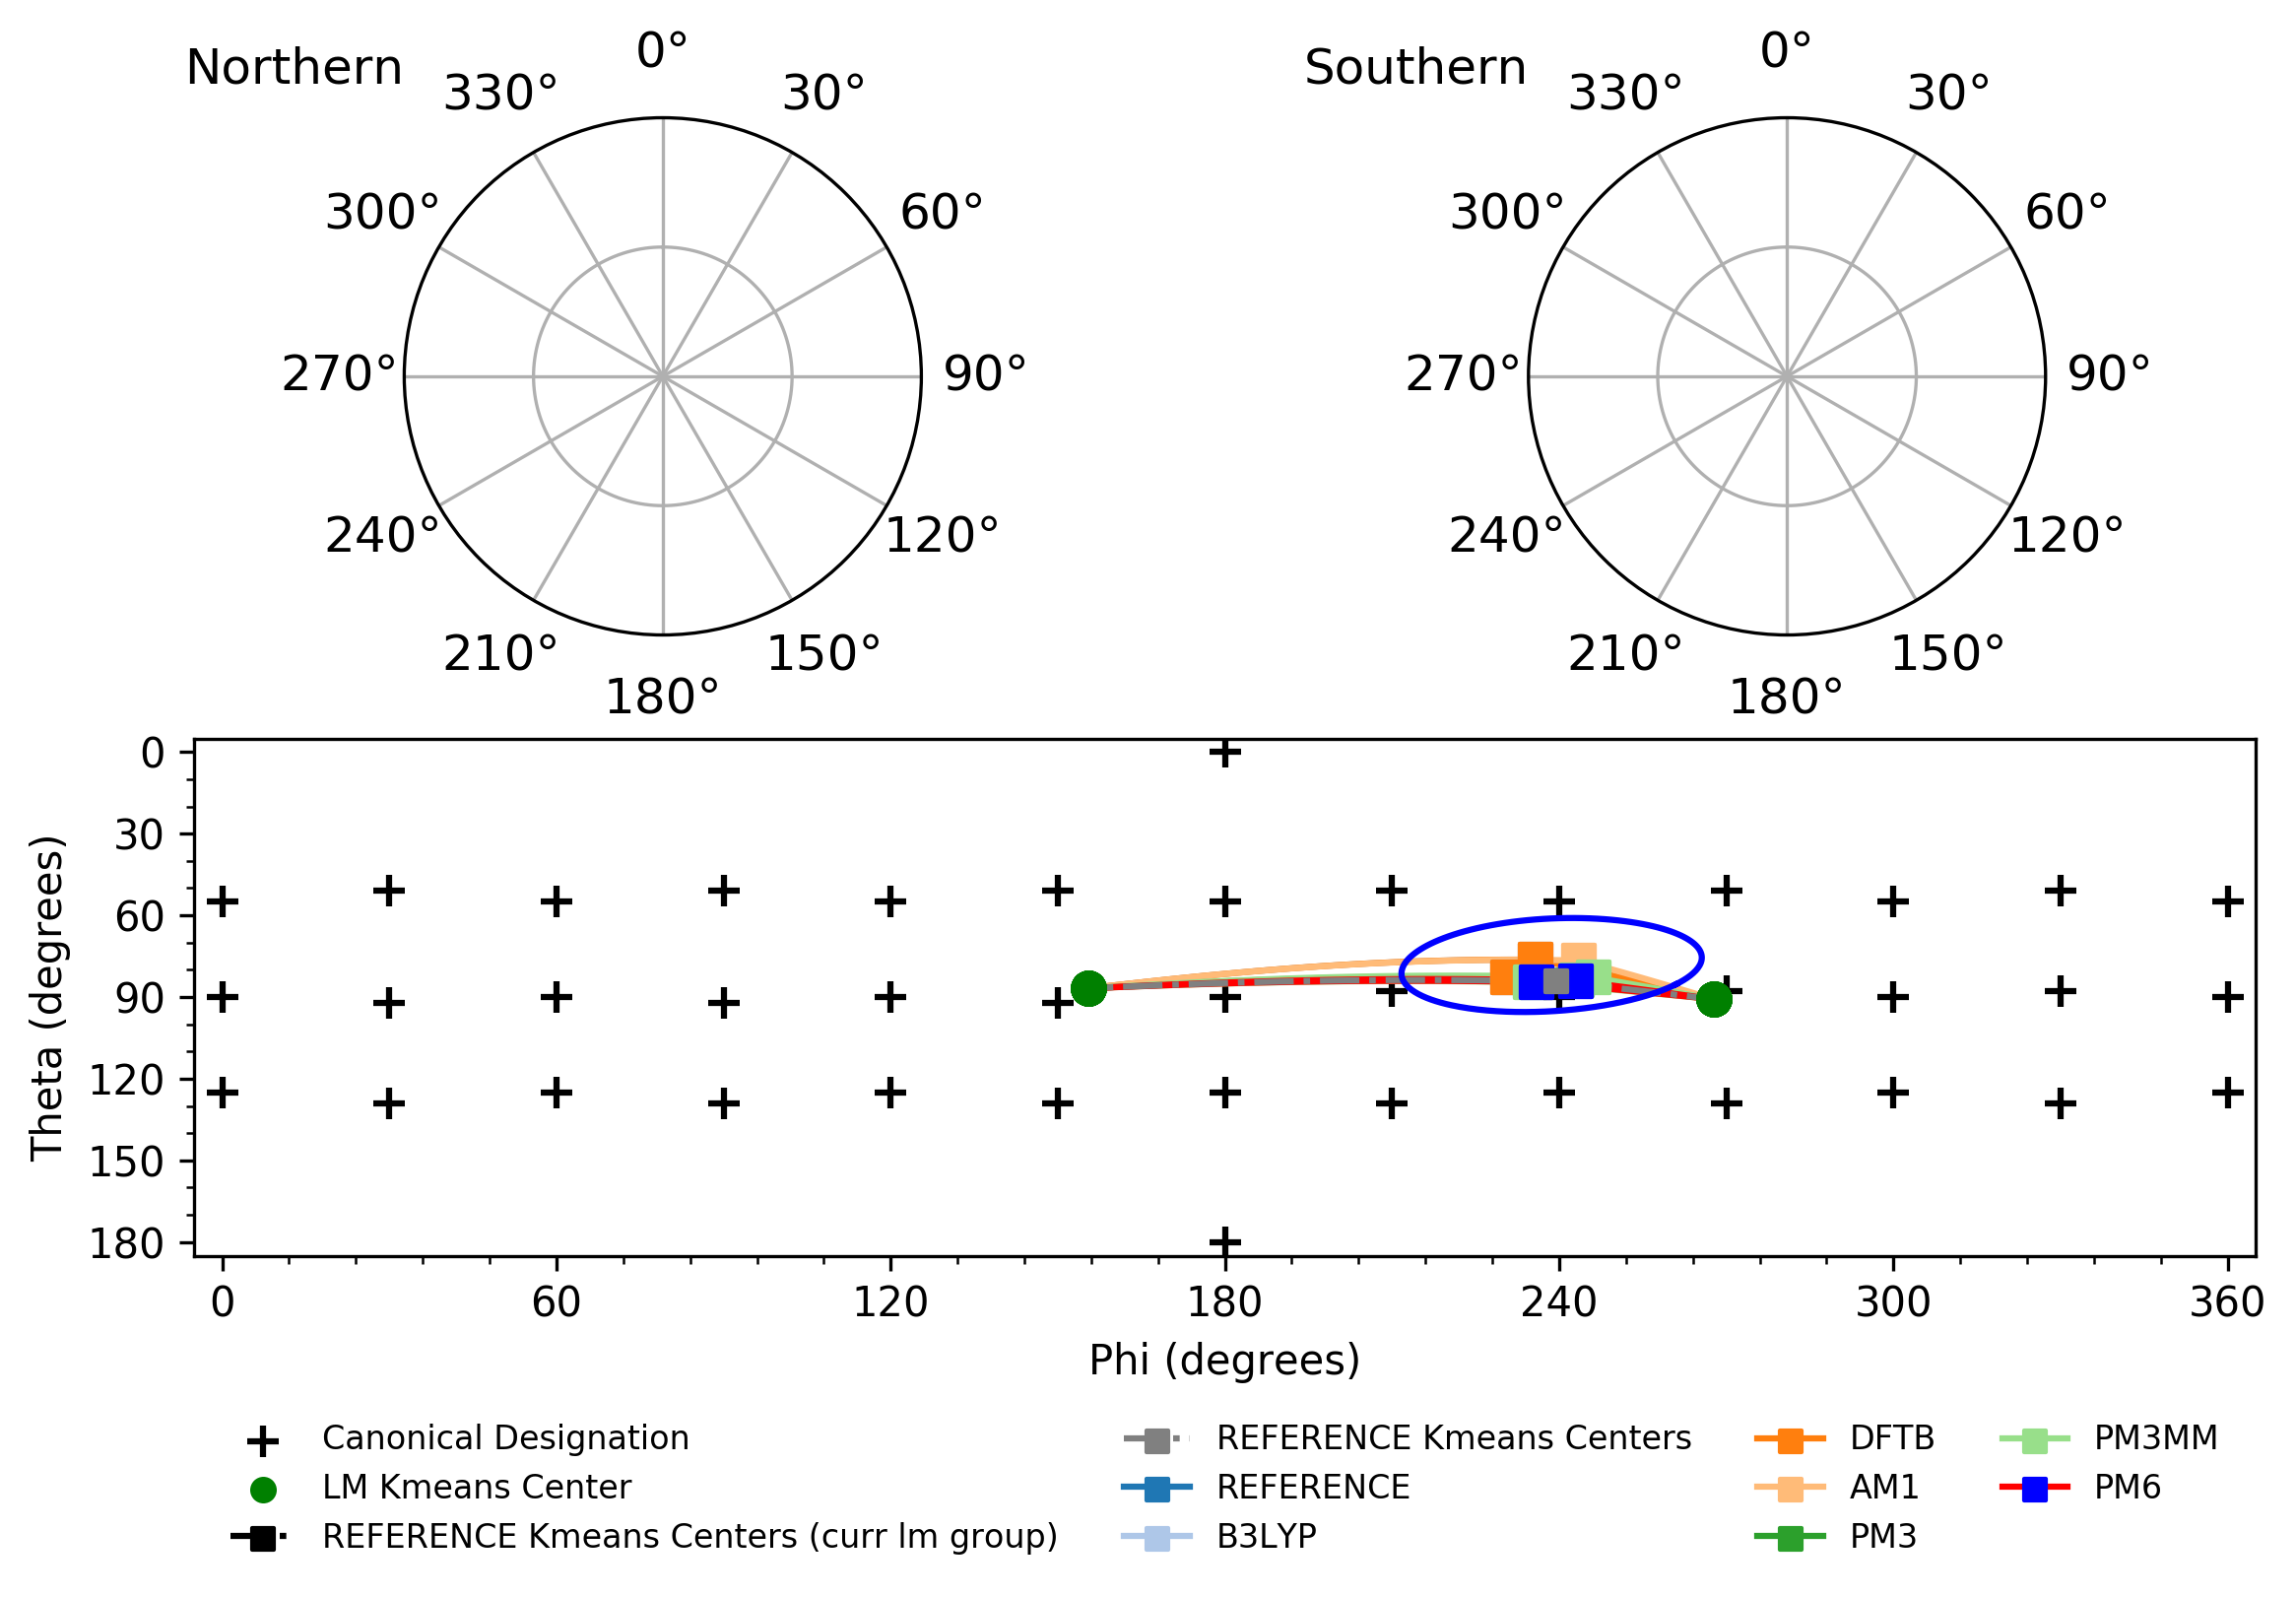 Northern
0°
30°
60°
90°
120°
150°
180°
210°
240°
270°
300°
330°
Southern
0°
30°
60°
90°
120°
150°
180°
210°
240°
270°
300°
330°
Theta (degrees)
0
30
60
90
120
150
180
0 60 120 180 240 300 360
Phi (degrees)
Canonical Designation
LM Kmeans Center
REFERENCE Kmeans Centers (curr lm group)
REFERENCE Kmeans Centers
REFERENCE
B3LYP
DFTB
AM1
PM3
PM3MM
PM6